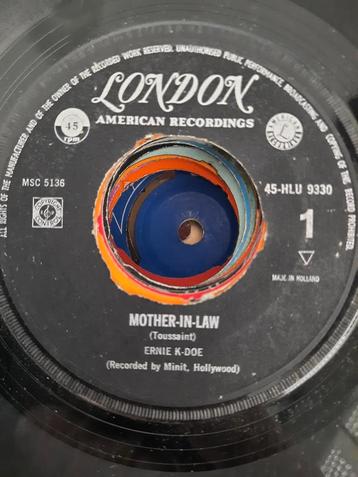 ALL RIGHTS OF THE MANUFACTURER AND OF THE OWNER OF THE RECORDED WORK RESERVED. UNAUTHORISED PUBLIC PERFORMANCE, BROADCASTING AND COPYING OF THIS RECORD PROHIBITED.
LONDON
AMERICAN RECORDINGS
45
rpm
L
MSC 5136
45-HLU 9330
1
MADE IN HOLLAND
MOTHER-IN-LAW
(Toussaint)
ERNIE K-DOE
(Recorded by Minit, Hollywood)